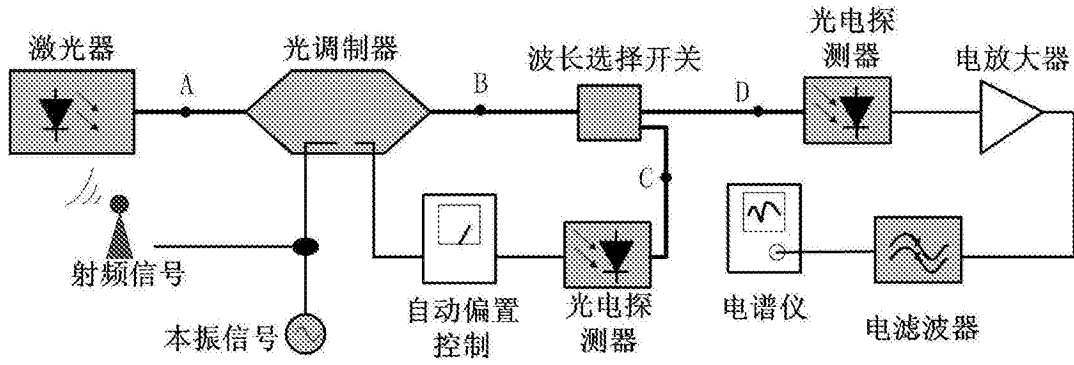 激光器
光调制器
波长选择开关
光电探
测器
电放大器
A
B
D
C
射频信号
本振信号
自动偏置
控制
光电探
测器
电谱仪
电滤波器